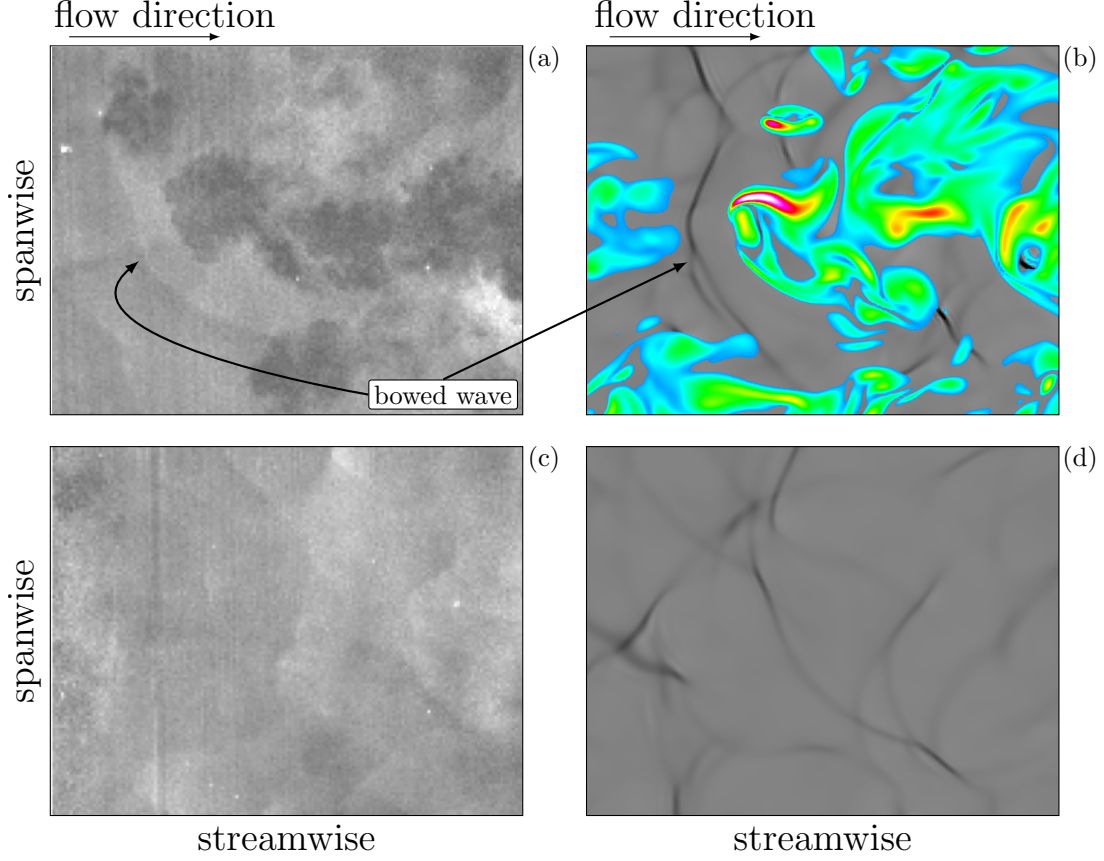 flow direction
flow direction
(a)
(b)
spanwise
bowed wave
(c)
(d)
spanwise
streamwise
streamwise